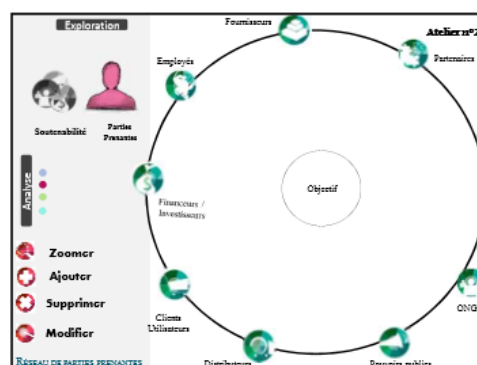 Exploration
Fournisseurs
Atelier n°2
Employés
Partenaires
Soutenabilité
Parties
Prenantes
Analyse
Objectif
Financeurs /
Investisseurs
Zoomer
Ajouter
Supprimer
Modifier
Clients
Utilisateurs
ONG
Distributeurs
Pouvoirs publics
RÉSEAU DE PARTIES PRENANTES